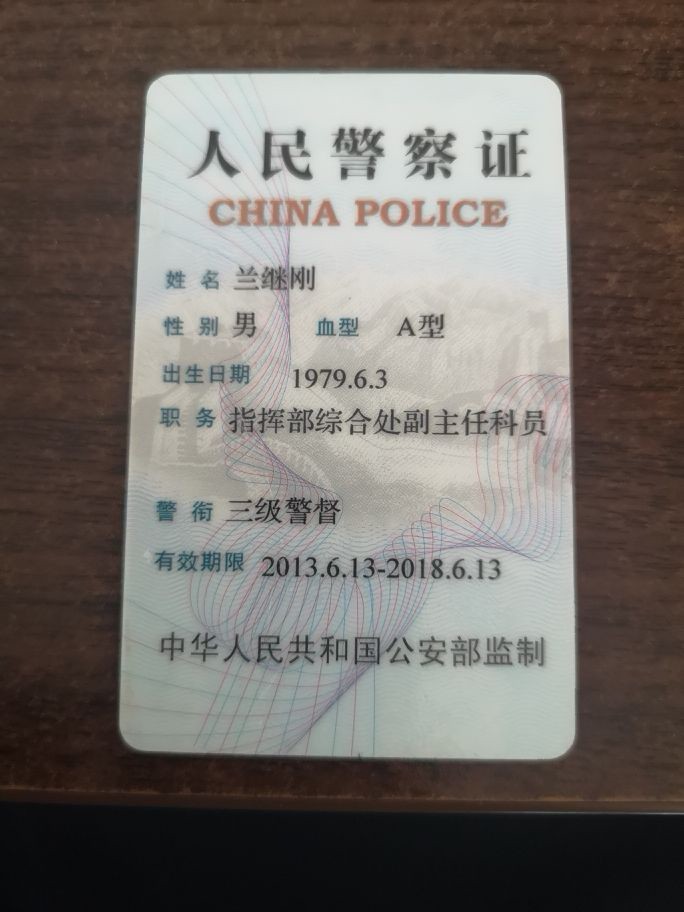 人民警察证
CHINA POLICE
姓名 兰继刚
性别 男 血型 A型
出生日期 1979.6.3
职务 指挥部综合处副主任科员
警衔 三级警督
有效期限 2013.6.13-2018.6.13
中华人民共和国公安部监制